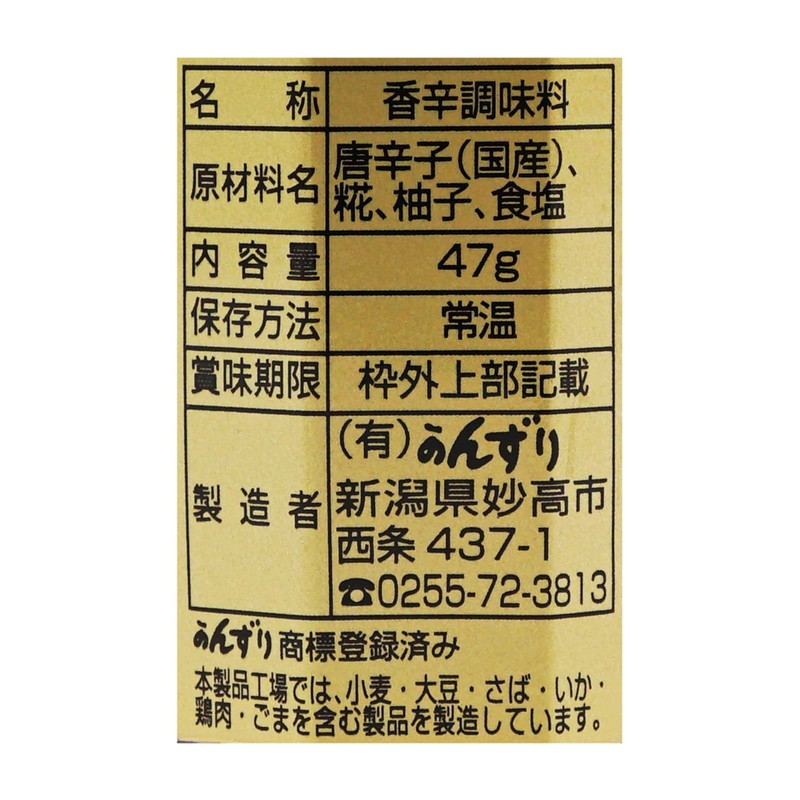 名称 香辛調味料
原材料名 唐辛子(国産)、
糀、柚子、食塩
内容量 47g
保存方法 常温
賞味期限 枠外上部記載
製造者 (有)かんずり
新潟県妙高市
西条437-1
☎0255-72-3813
かんずり商標登録済み
本製品工場では、小麦・大豆・さば・いか・
鶏肉・ごまを含む製品を製造しています。